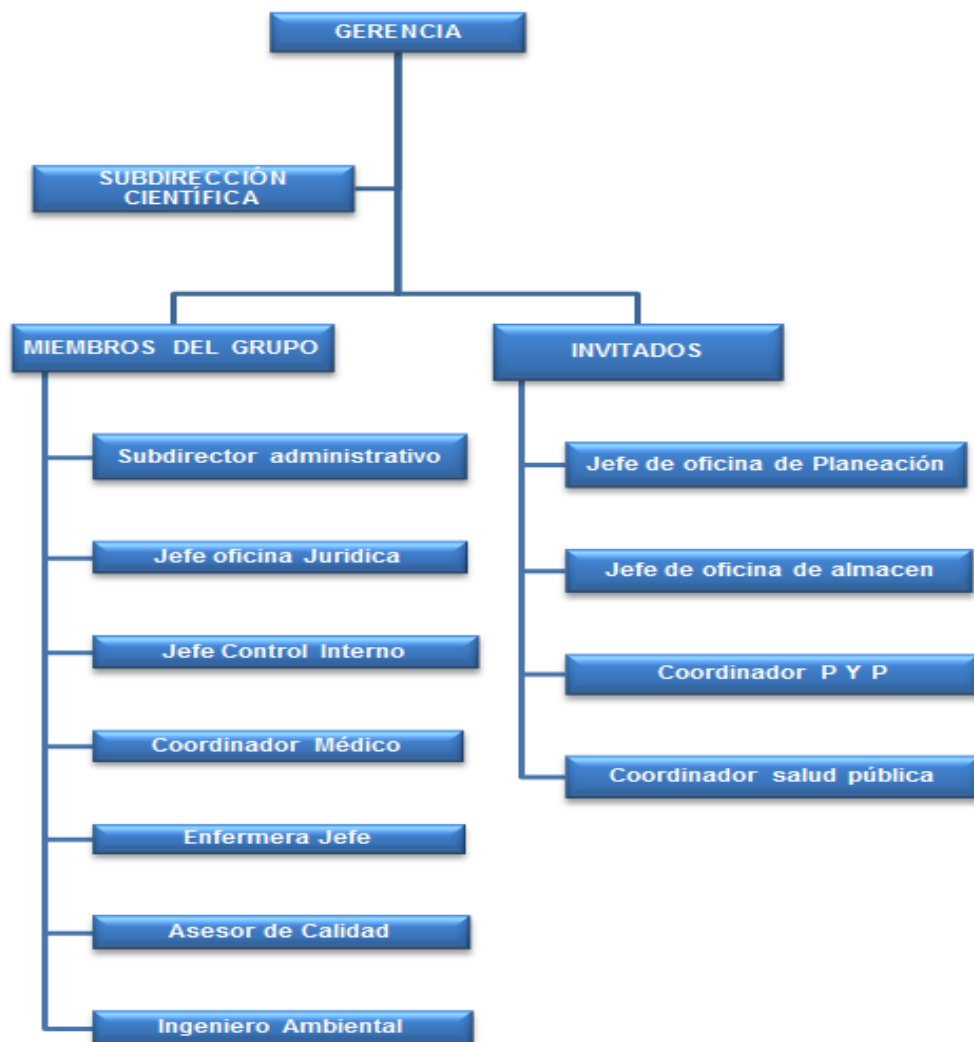 GERENCIA
SUBDIRECCIÓN
CIENTÍFICA
MIEMBROS DEL GRUPO
Subdirector administrativo
Jefe oficina Juridica
Jefe Control Interno
Coordinador Médico
Enfermera Jefe
Asesor de Calidad
Ingeniero Ambiental
INVITADOS
Jefe de oficina de Planeación
Jefe de oficina de almacen
Coordinador P Y P
Coordinador salud pública